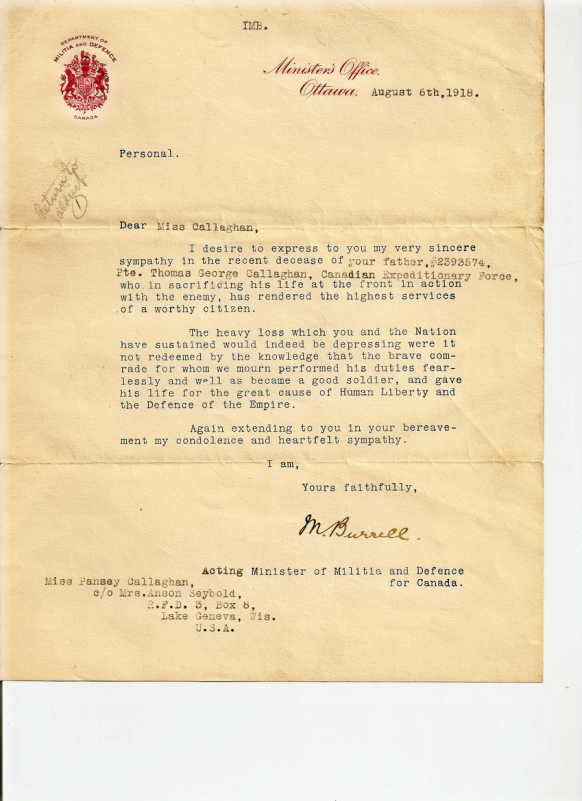 IMB.
DEPARTMENT OF
MILITIA AND DEFENCE
CANADA
Minister's Office.
Ottawa. August 6th, 1918.
Personal.
Return to
①
Dear Miss Callaghan,
I desire to express to you my very sincere
sympathy in the recent decease of your father, #2393574,
Pte. Thomas George Callaghan, Canadian Expeditionary Force,
who in sacrificing his life at the front in action
with the enemy, has rendered the highest services
of a worthy citizen.
The heavy loss which you and the Nation
have sustained would indeed be depressing were it
not redeemed by the knowledge that the brave com-
rade for whom we mourn performed his duties fear-
lessly and well as became a good soldier, and gave
his life for the great cause of Human Liberty and
the Defence of the Empire.
Again extending to you in your bereave-
ment my condolence and heartfelt sympathy.
I am,
Yours faithfully,
M. Burrell.
Acting Minister of Militia and Defence
for Canada.
Miss Pansey Callaghan,
c/o Mrs. Anson Seybold,
R.F.D. 3, Box 8,
Lake Geneva, Wis.
U.S.A.